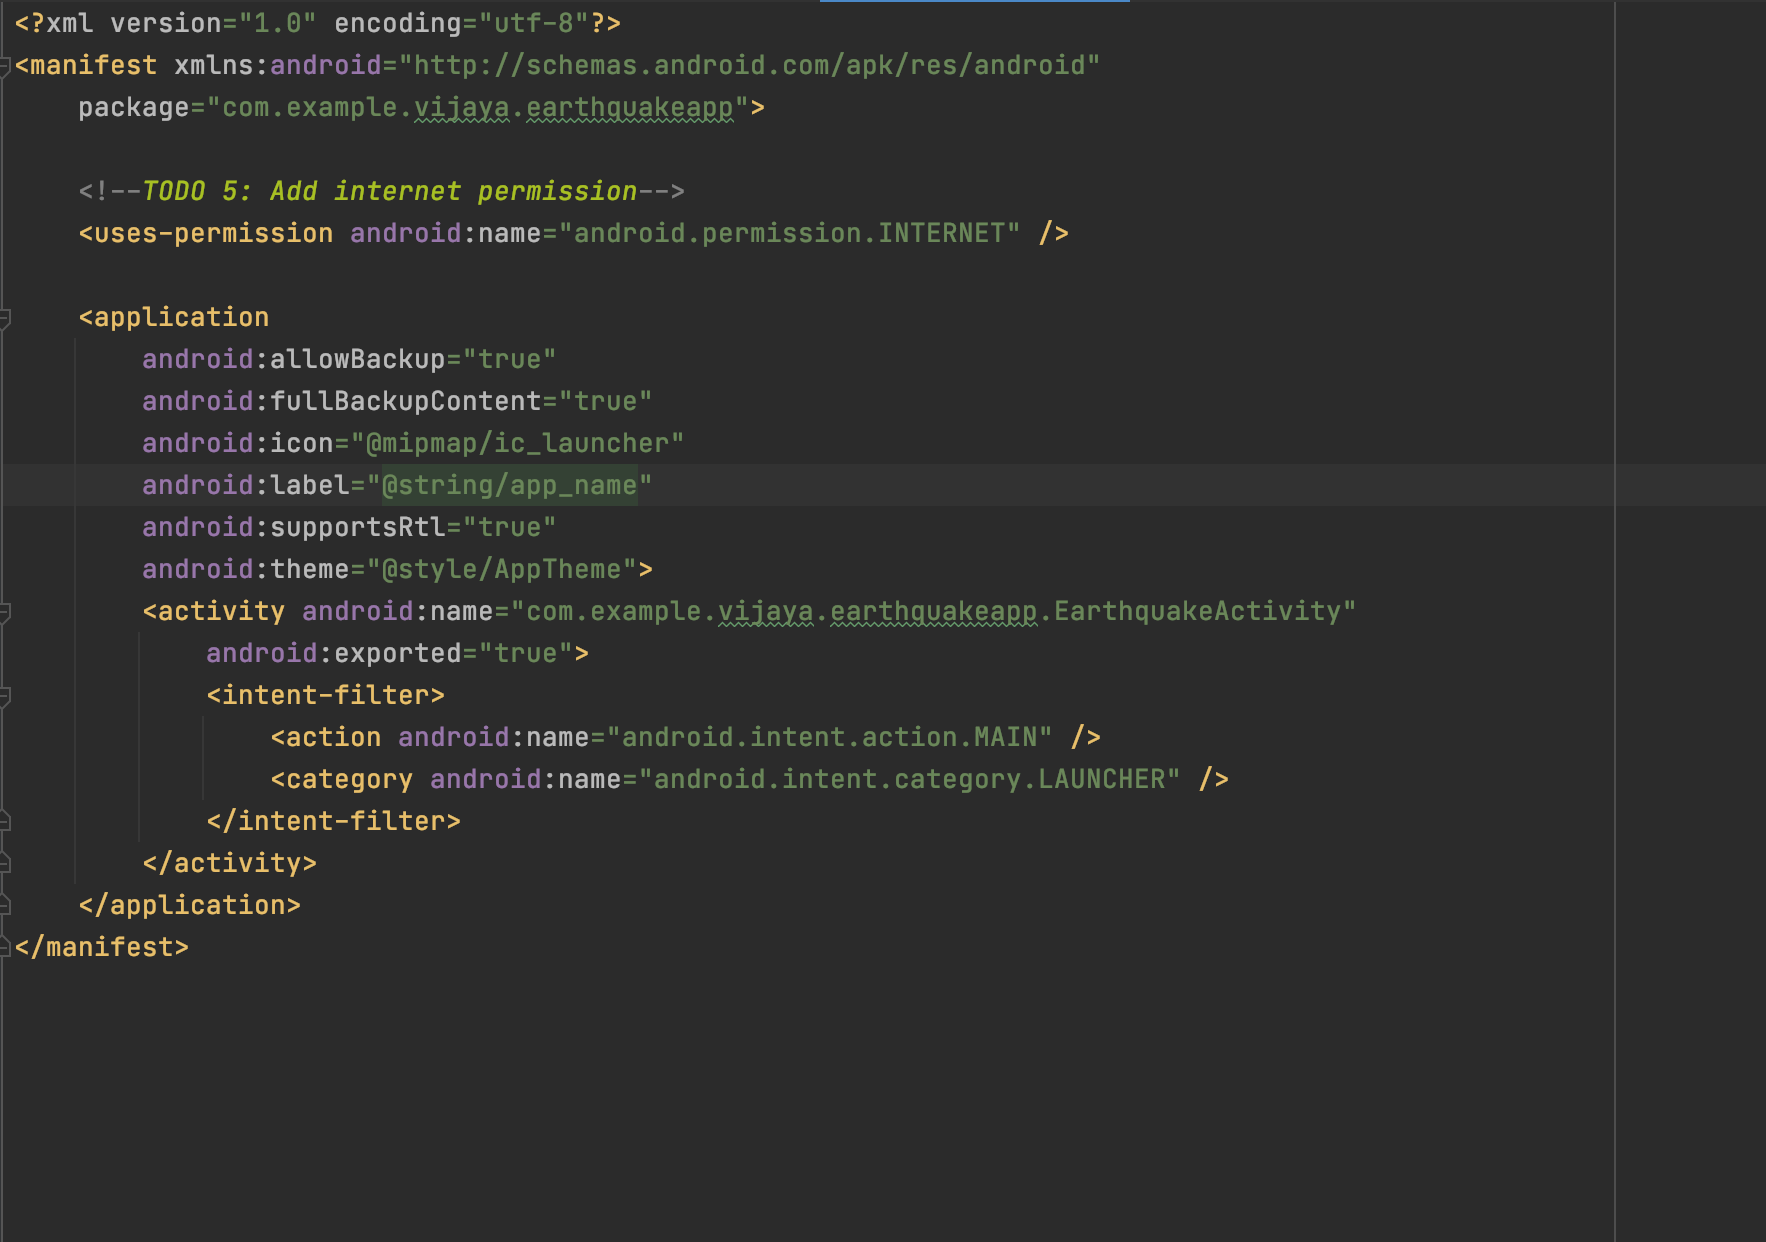 <?xml version="1.0" encoding="utf-8"?>
<manifest xmlns:android="http://schemas.android.com/apk/res/android"
    package="com.example.vijaya.earthquakeapp">

    <!--TODO 5: Add internet permission-->
    <uses-permission android:name="android.permission.INTERNET" />

    <application
        android:allowBackup="true"
        android:fullBackupContent="true"
        android:icon="@mipmap/ic_launcher"
        android:label="@string/app_name"
        android:supportsRtl="true"
        android:theme="@style/AppTheme">
        <activity android:name="com.example.vijaya.earthquakeapp.EarthquakeActivity"
            android:exported="true">
            <intent-filter>
                <action android:name="android.intent.action.MAIN" />
                <category android:name="android.intent.category.LAUNCHER" />
            </intent-filter>
        </activity>
    </application>
</manifest>